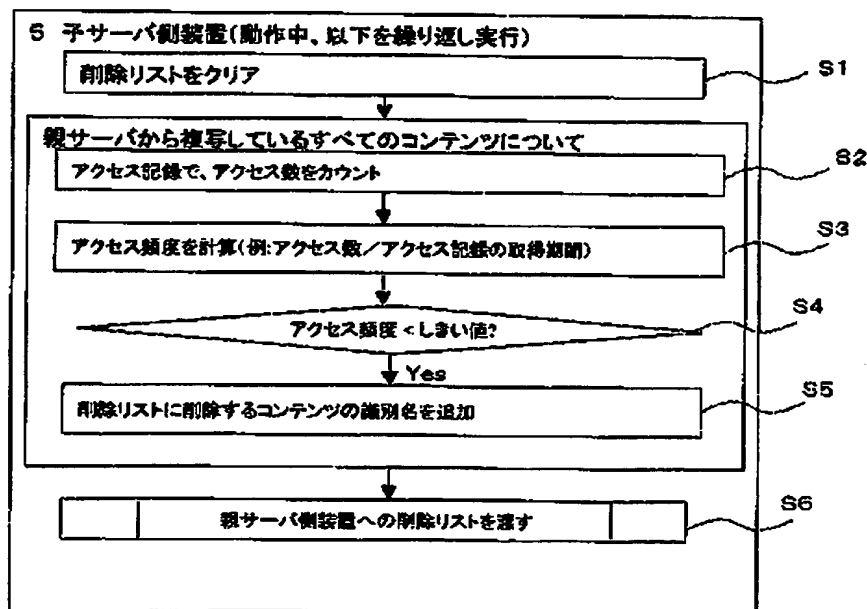 S 子サーバ側装置(動作中、以下を繰り返し実行)
削除リストをクリア
S1
親サーバから複写しているすべてのコンテンツについて
アクセス記録で、アクセス数をカウント
S2
アクセス頻度を計算(例:アクセス数/アクセス記録の取得期間)
S3
アクセス頻度<しきい値?
S4
Yes
削除リストに削除するコンテンツの識別名を追加
S5
親サーバ側装置への削除リストを渡す
S6